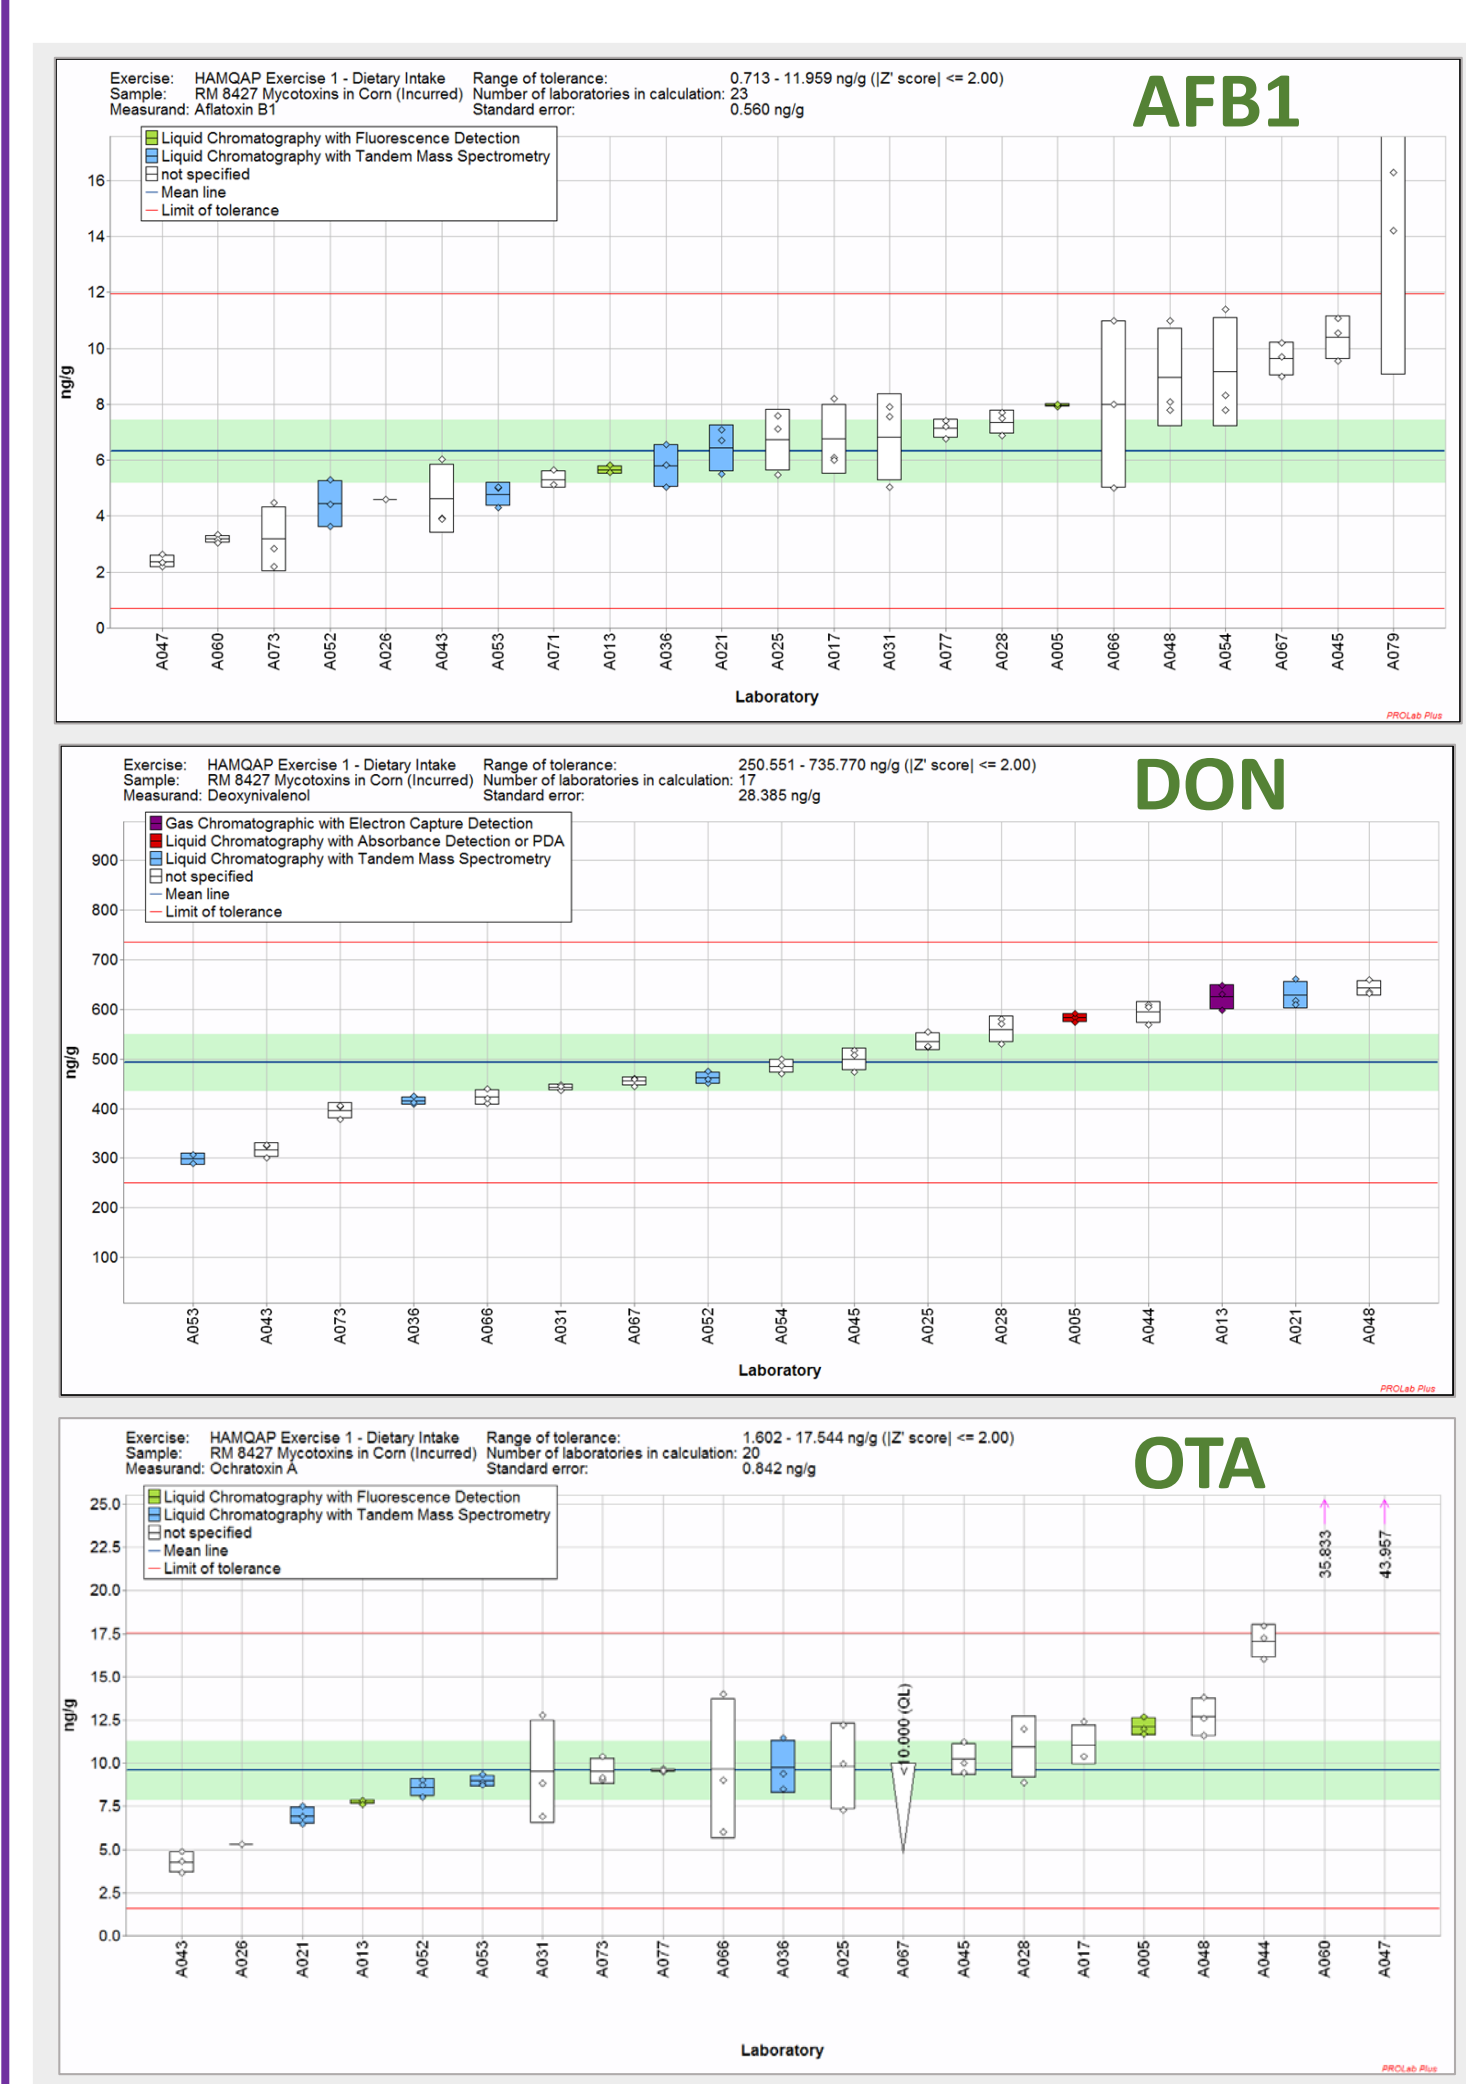 Exercise: HAMQAP Exercise 1 - Dietary Intake Range of tolerance: 0.713 - 11.959 ng/g (|Z' score| <= 2.00)
Sample: RM 8427 Mycotoxins in Corn (Incurred) Number of laboratories in calculation: 23
Measurand: Aflatoxin B1 Standard error: 0.560 ng/g
AFB1
Liquid Chromatography with Fluorescence Detection
Liquid Chromatography with Tandem Mass Spectrometry
not specified
Mean line
Limit of tolerance
16
14
12
10
8
6
4
2
0
ng/g
A047 A060 A073 A052 A026 A043 A053 A071 A013 A036 A021 A025 A017 A031 A077 A028 A005 A066 A048 A054 A067 A045 A079
Laboratory
PROLab Plus
Exercise: HAMQAP Exercise 1 - Dietary Intake Range of tolerance: 250.551 - 735.770 ng/g (|Z' score| <= 2.00)
Sample: RM 8427 Mycotoxins in Corn (Incurred) Number of laboratories in calculation: 17
Measurand: Deoxynivalenol Standard error: 28.385 ng/g
DON
Gas Chromatographic with Electron Capture Detection
Liquid Chromatography with Absorbance Detection or PDA
Liquid Chromatography with Tandem Mass Spectrometry
not specified
Mean line
Limit of tolerance
900
800
700
600
500
400
300
200
100
ng/g
A053 A043 A073 A036 A066 A031 A067 A052 A054 A045 A025 A028 A005 A044 A013 A021 A048
Laboratory
PROLab Plus
Exercise: HAMQAP Exercise 1 - Dietary Intake Range of tolerance: 1.602 - 17.544 ng/g (|Z' score| <= 2.00)
Sample: RM 8427 Mycotoxins in Corn (Incurred) Number of laboratories in calculation: 20
Measurand: Ochratoxin A Standard error: 0.842 ng/g
OTA
Liquid Chromatography with Fluorescence Detection
Liquid Chromatography with Tandem Mass Spectrometry
not specified
Mean line
Limit of tolerance
25.0
22.5
20.0
17.5
15.0
12.5
10.0
7.5
5.0
2.5
0.0
ng/g
35.833
43.957
< 10.000 (QL)
A043 A026 A021 A013 A052 A053 A031 A073 A077 A066 A036 A025 A067 A045 A028 A017 A005 A048 A044 A060 A047
Laboratory
PROLab Plus